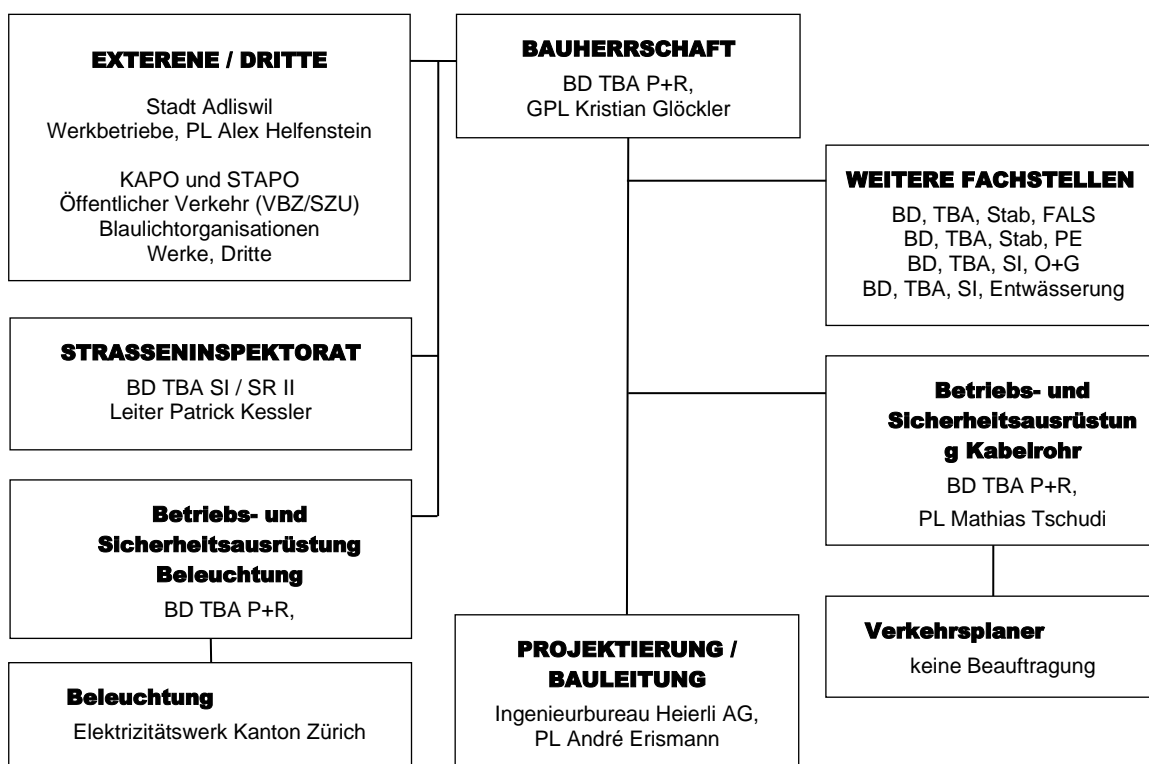 EXTERENE / DRITTE
Stadt Adliswil
Werkbetriebe, PL Alex Helfenstein
KAPO und STAPO
Öffentlicher Verkehr (VBZ/SZU)
Blaulichtorganisationen
Werke, Dritte
BAUHERRSCHAFT
BD TBA P+R,
GPL Kristian Glöckler
WEITERE FACHSTELLEN
BD, TBA, Stab, FALS
BD, TBA, Stab, PE
BD, TBA, SI, O+G
BD, TBA, SI, Entwässerung
STRASSENINSPEKTORAT
BD TBA SI / SR II
Leiter Patrick Kessler
Betriebs- und
Sicherheitsausrüstun
g Kabelrohr
BD TBA P+R,
PL Mathias Tschudi
Betriebs- und
Sicherheitsausrüstung
Beleuchtung
BD TBA P+R,
Verkehrsplaner
keine Beauftragung
PROJEKTIERUNG /
BAULEITUNG
Ingenieurbureau Heierli AG,
PL André Erismann
Beleuchtung
Elektrizitätswerk Kanton Zürich